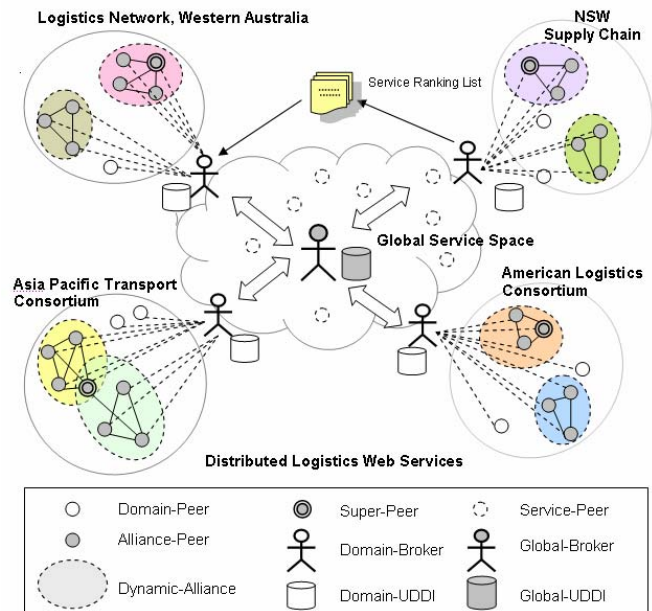 Logistics Network, Western Australia
NSW
Supply Chain
Service Ranking List
Global Service Space
Asia Pacific Transport
Consortium
American Logistics
Consortium
Distributed Logistics Web Services
Domain-Peer
Super-Peer
Service-Peer
Alliance-Peer
Domain-Broker
Global-Broker
Dynamic-Alliance
Domain-UDDI
Global-UDDI